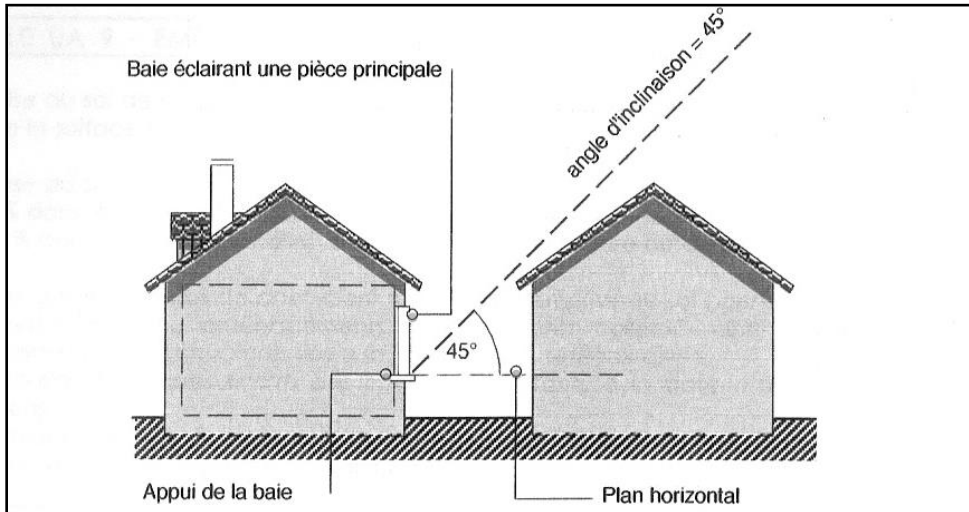 Baie éclairant une pièce principale
angle d'inclinaison = 45°
45°
Appui de la baie
Plan horizontal